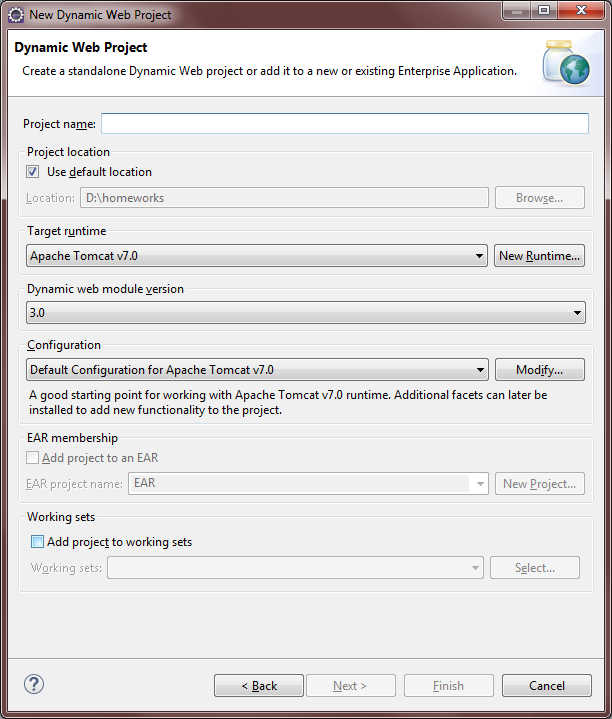 New Dynamic Web Project
Dynamic Web Project
Create a standalone Dynamic Web project or add it to a new or existing Enterprise Application.
Project name:
Project location
Use default location
Location: D:\homeworks Browse...
Target runtime
Apache Tomcat v7.0 New Runtime...
Dynamic web module version
3.0
Configuration
Default Configuration for Apache Tomcat v7.0 Modify...
A good starting point for working with Apache Tomcat v7.0 runtime. Additional facets can later be
installed to add new functionality to the project.
EAR membership
Add project to an EAR
EAR project name: EAR New Project...
Working sets
Add project to working sets
Working sets: Select...
? < Back Next > Finish Cancel